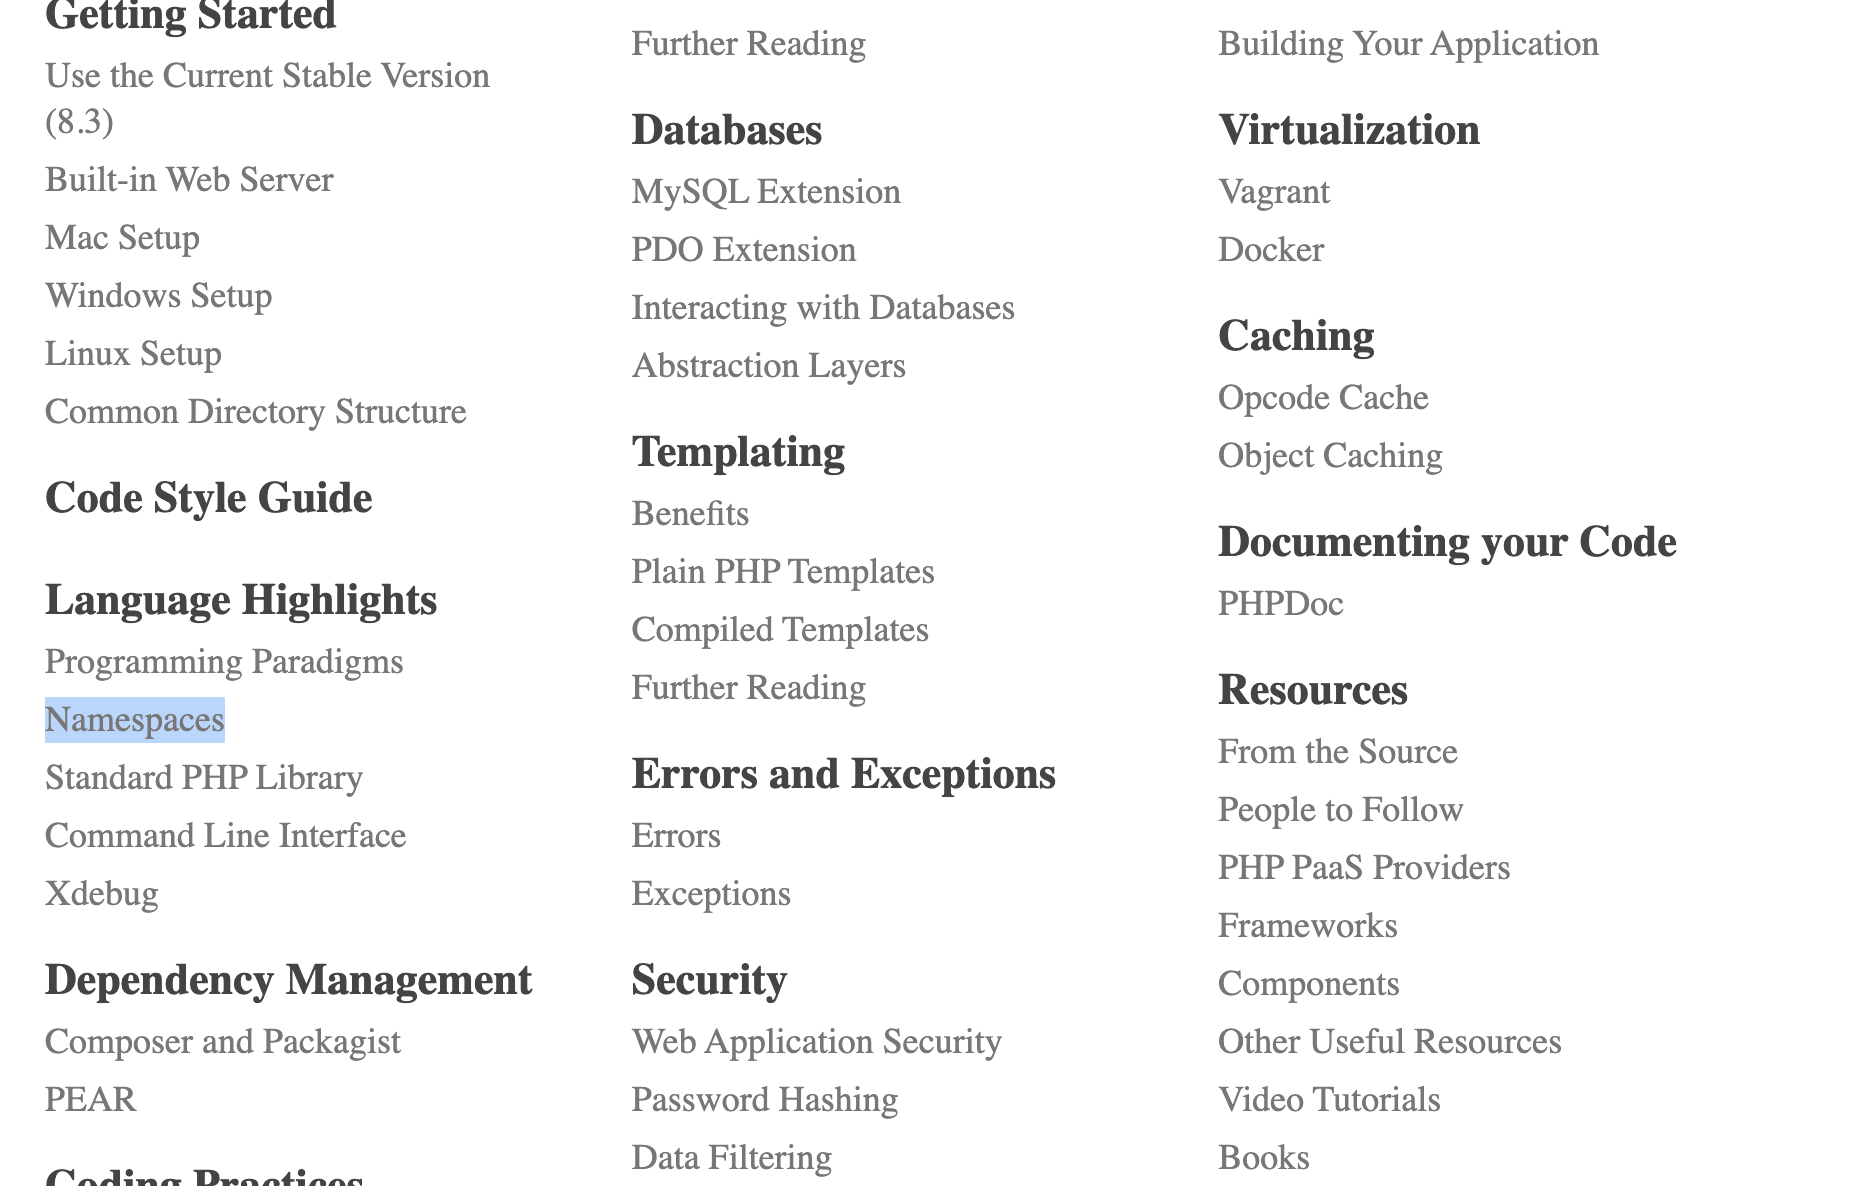 Getting Started
Use the Current Stable Version
(8.3)
Built-in Web Server
Mac Setup
Windows Setup
Linux Setup
Common Directory Structure
Code Style Guide
Language Highlights
Programming Paradigms
Namespaces
Standard PHP Library
Command Line Interface
Xdebug
Dependency Management
Composer and Packagist
PEAR
Coding Practices
Further Reading
Databases
MySQL Extension
PDO Extension
Interacting with Databases
Abstraction Layers
Templating
Benefits
Plain PHP Templates
Compiled Templates
Further Reading
Errors and Exceptions
Errors
Exceptions
Security
Web Application Security
Password Hashing
Data Filtering
Building Your Application
Virtualization
Vagrant
Docker
Caching
Opcode Cache
Object Caching
Documenting your Code
PHPDoc
Resources
From the Source
People to Follow
PHP PaaS Providers
Frameworks
Components
Other Useful Resources
Video Tutorials
Books